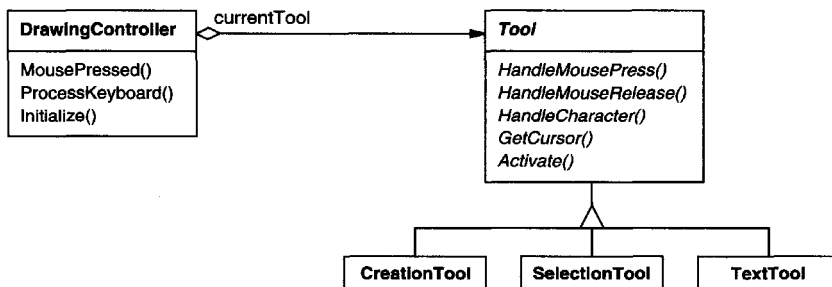 DrawingController
MousePressed()
ProcessKeyboard()
Initialize()
currentTool
Tool
HandleMousePress()
HandleMouseRelease()
HandleCharacter()
GetCursor()
Activate()
CreationTool
SelectionTool
TextTool